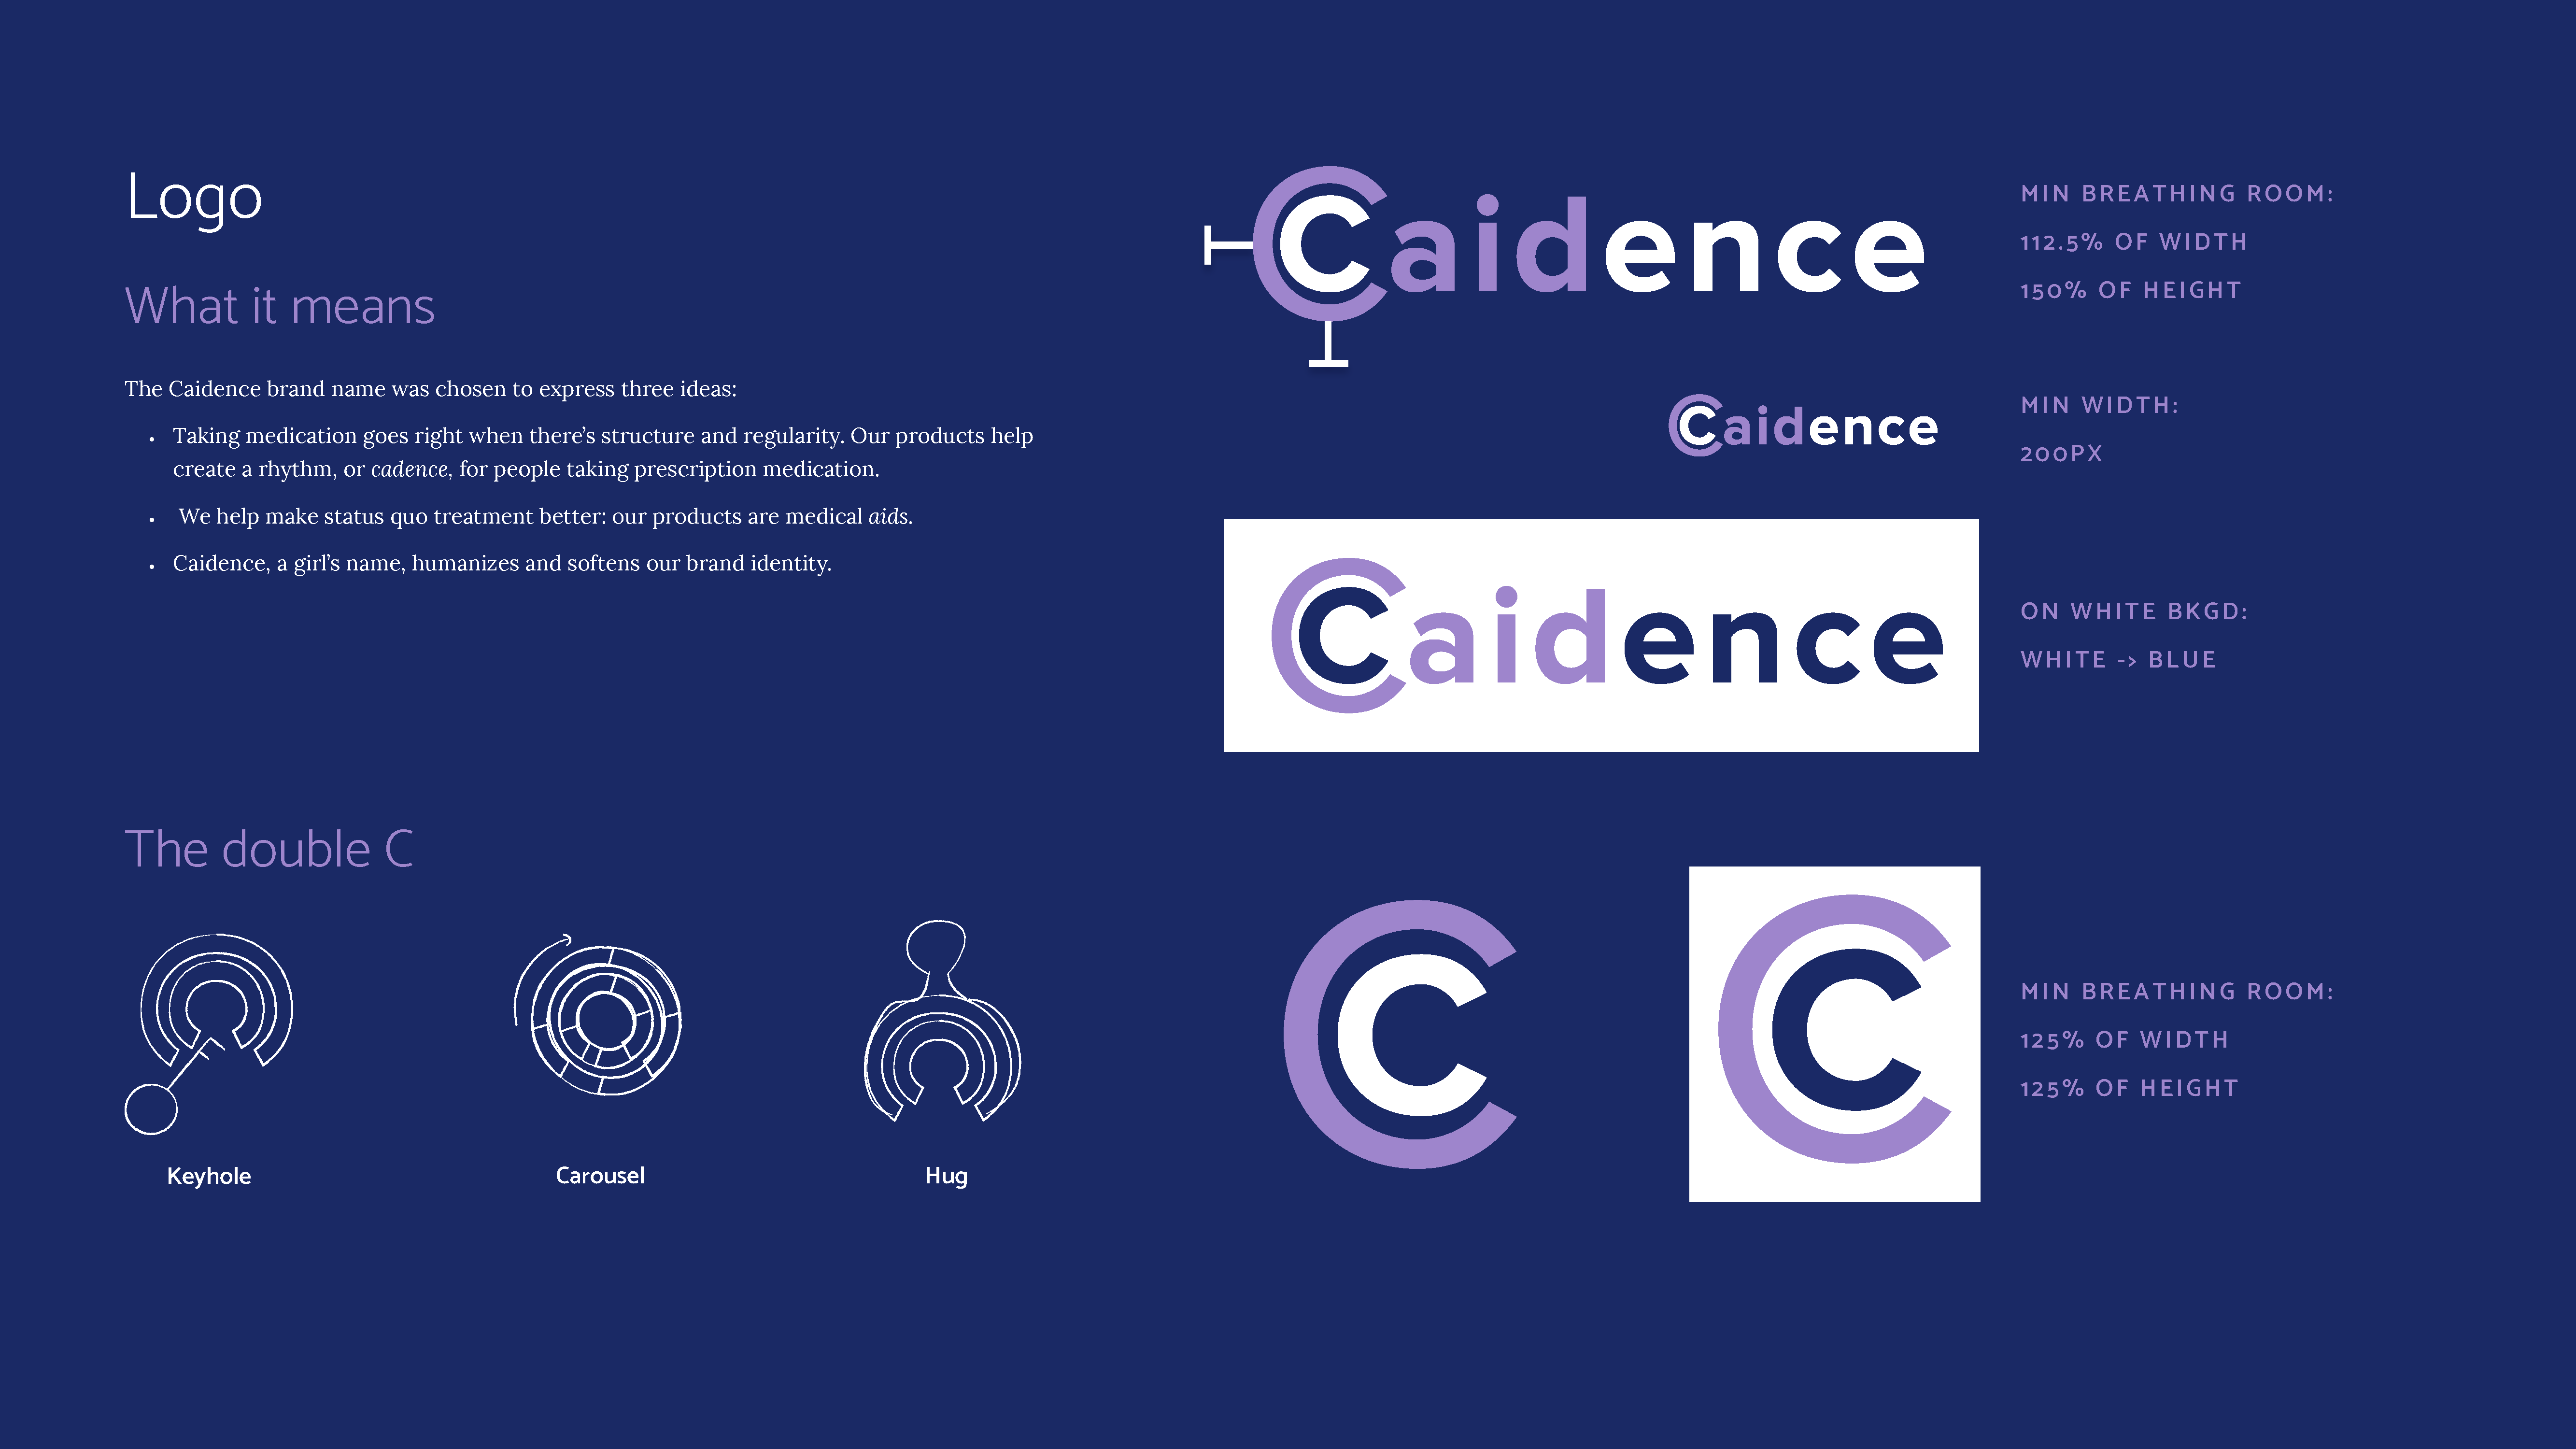 Logo
What it means
The Caidence brand name was chosen to express three ideas:
• Taking medication goes right when there’s structure and regularity. Our products help
create a rhythm, or cadence, for people taking prescription medication.
• We help make status quo treatment better: our products are medical aids.
• Caidence, a girl’s name, humanizes and softens our brand identity.
The double C
Keyhole
Carousel
Hug
Caidence
MIN BREATHING ROOM:
112.5% OF WIDTH
150% OF HEIGHT
Caidence
MIN WIDTH:
200PX
Caidence
ON WHITE BKGD:
WHITE -> BLUE
CC
CC
MIN BREATHING ROOM:
125% OF WIDTH
125% OF HEIGHT